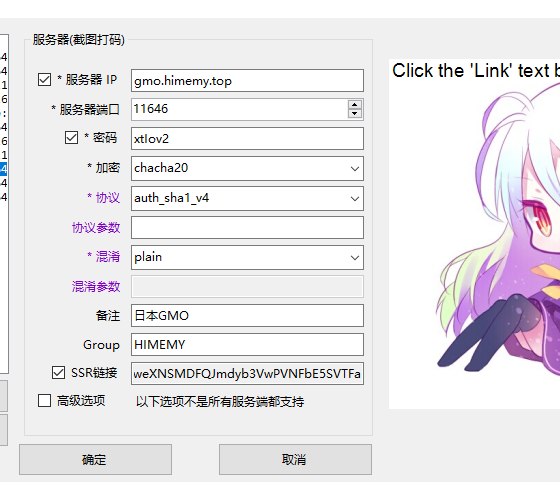 服务器(截图打码)
Click the 'Link' text b
* 服务器 IP gmo.himemy.top
* 服务器端口 11646
* 密码 xtIov2
* 加密 chacha20
* 协议 auth_sha1_v4
协议参数
* 混淆 plain
混淆参数
备注 日本GMO
Group HIMEMY
SSR链接 weXNSMDFQJmdyb3VwPVNFbE5SVTFa
高级选项 以下选项不是所有服务端都支持
确定 取消